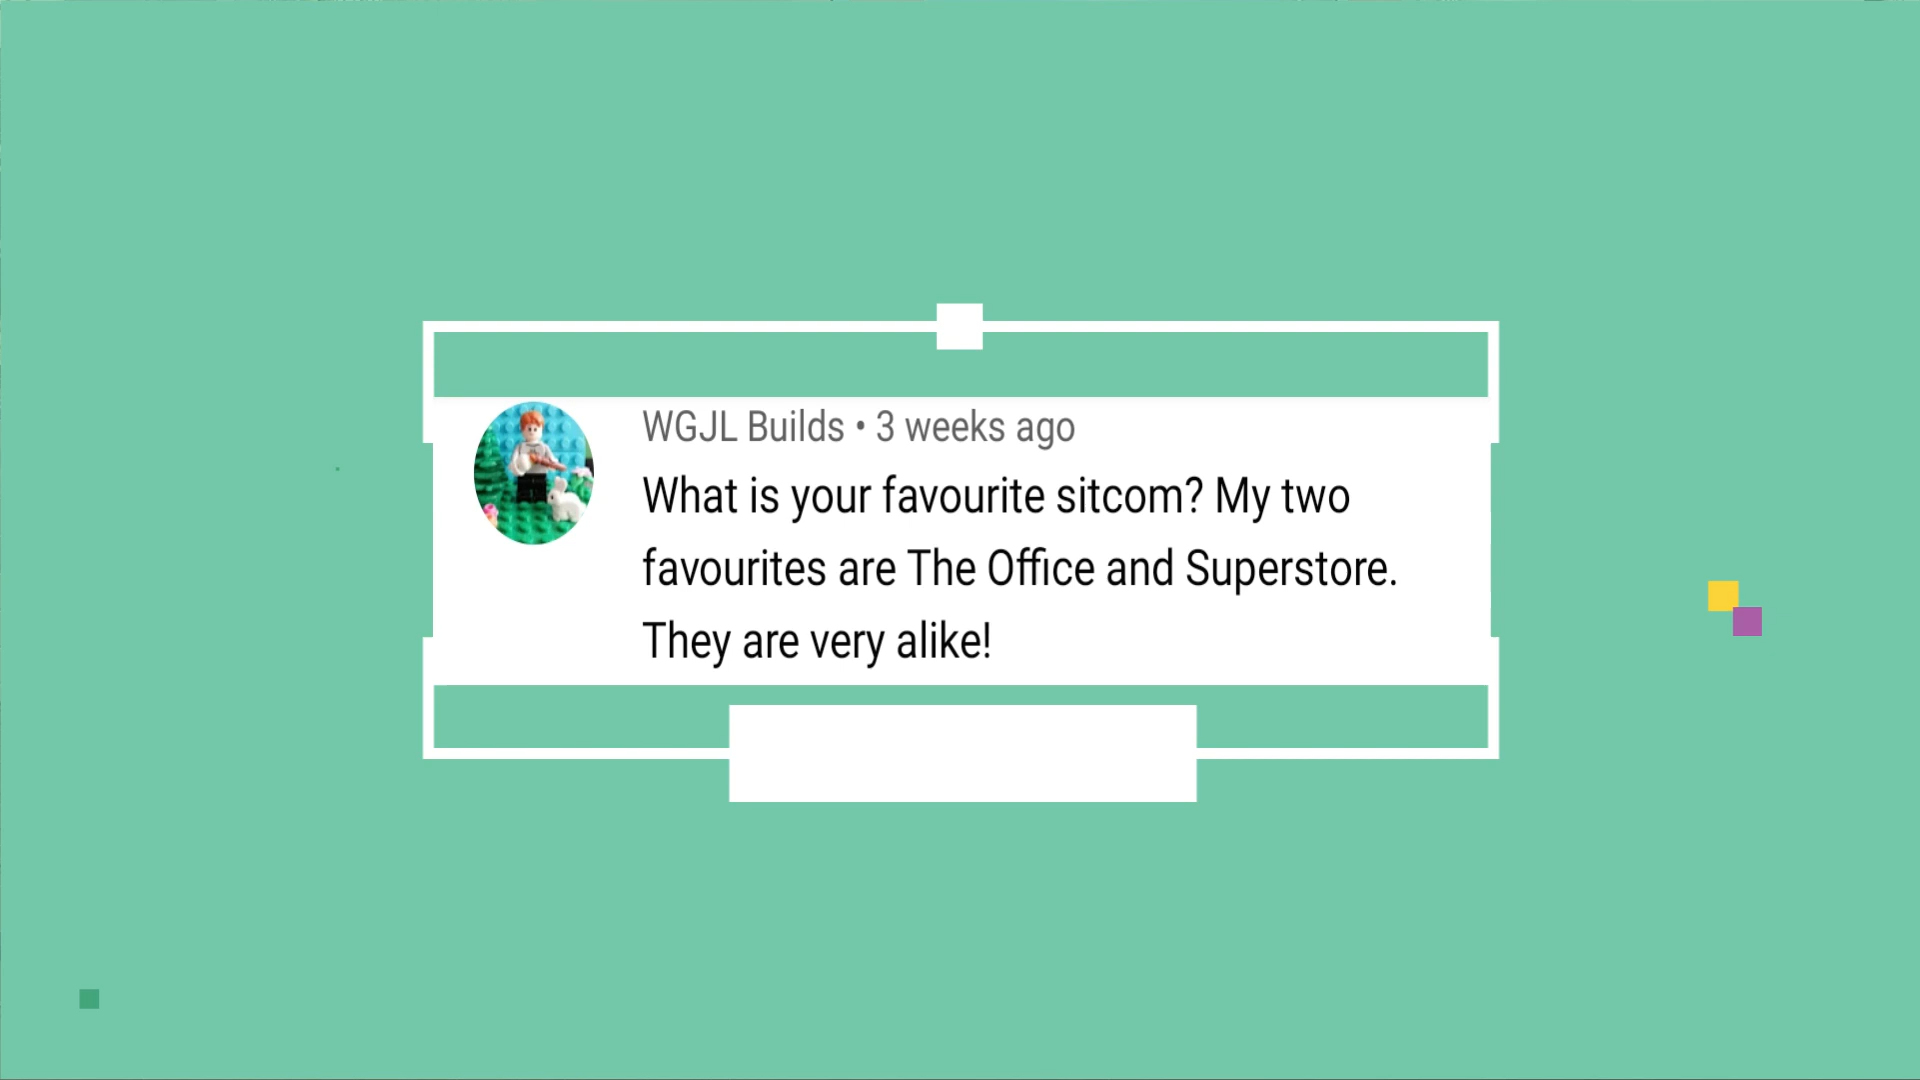 WGJL Builds • 3 weeks ago
What is your favourite sitcom? My two
favourites are The Office and Superstore.
They are very alike!